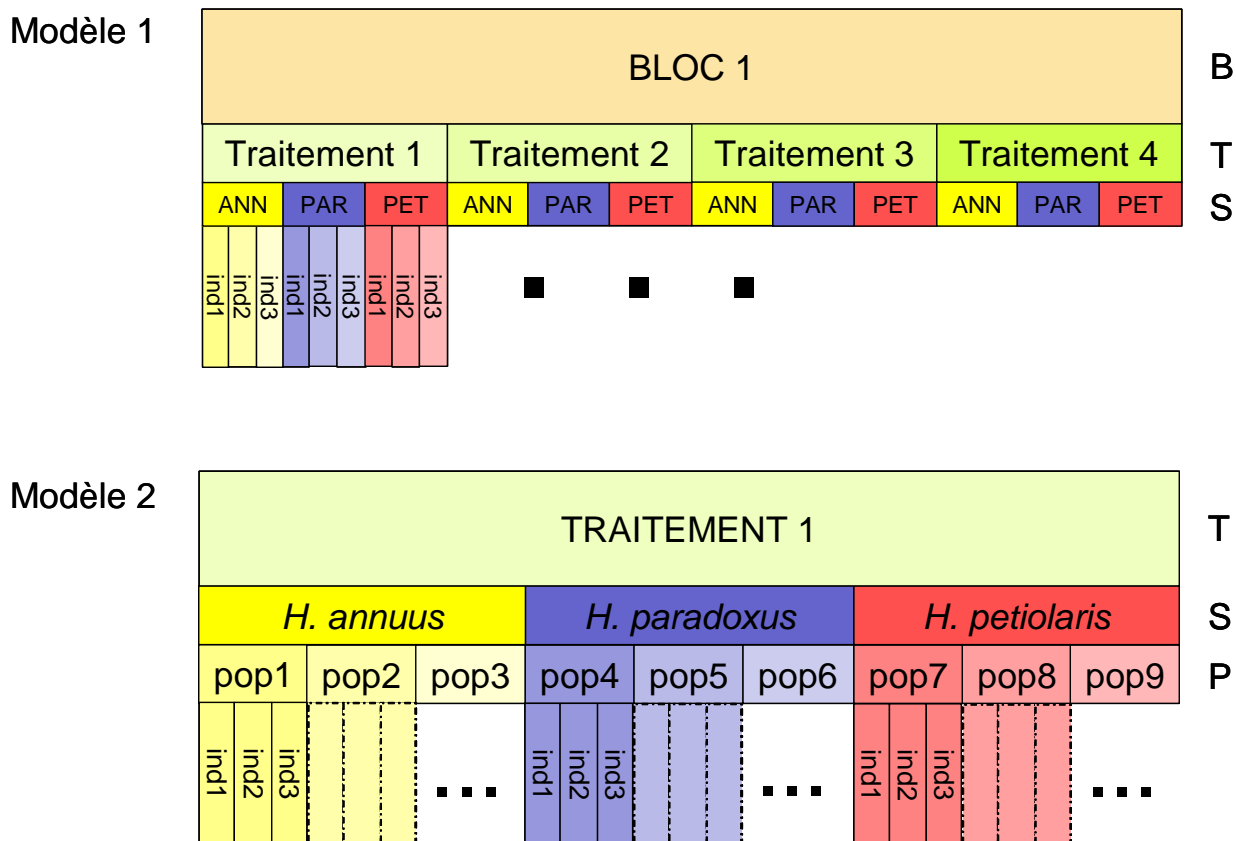 Modèle 1
BLOC 1 B
Traitement 1 Traitement 2 Traitement 3 Traitement 4 T
ANN PAR PET ANN PAR PET ANN PAR PET ANN PAR PET S
ind1 ind2 ind3 ind1 ind2 ind3 ind1 ind2 ind3
Modèle 2
TRAITEMENT 1 T
H. annuus H. paradoxus H. petiolaris S
pop1 pop2 pop3 pop4 pop5 pop6 pop7 pop8 pop9 P
ind1 ind2 ind3 ... ind1 ind2 ind3 ... ind1 ind2 ind3 ...